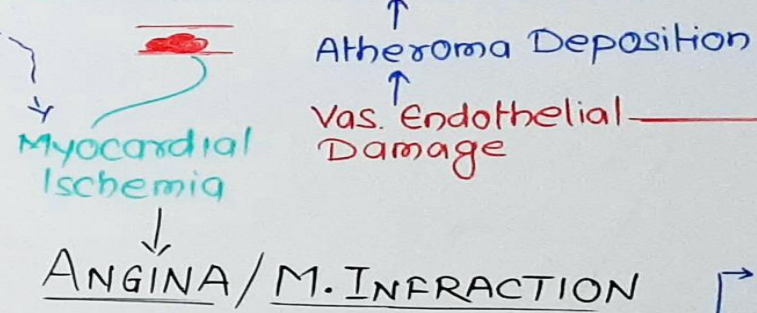 Atheroma Deposition
Vas. Endothelial
Damage
Myocardial
Ischemia
ANGINA / M. INFRACTION